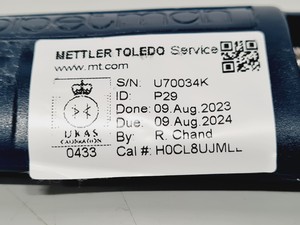 METTLER TOLEDO Service
www.mt.com
S/N: U70034K
ID: P29
Done: 09.Aug.2023
Due: 09.Aug.2024
By: R. Chand
Cal #: H0CL8UJMLL
UKAS
CALIBRATION
0433